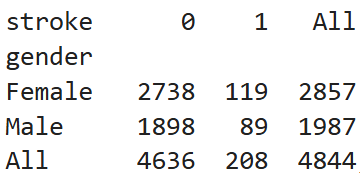 stroke 0 1 All
gender
Female 2738 119 2857
Male 1898 89 1987
All 4636 208 4844